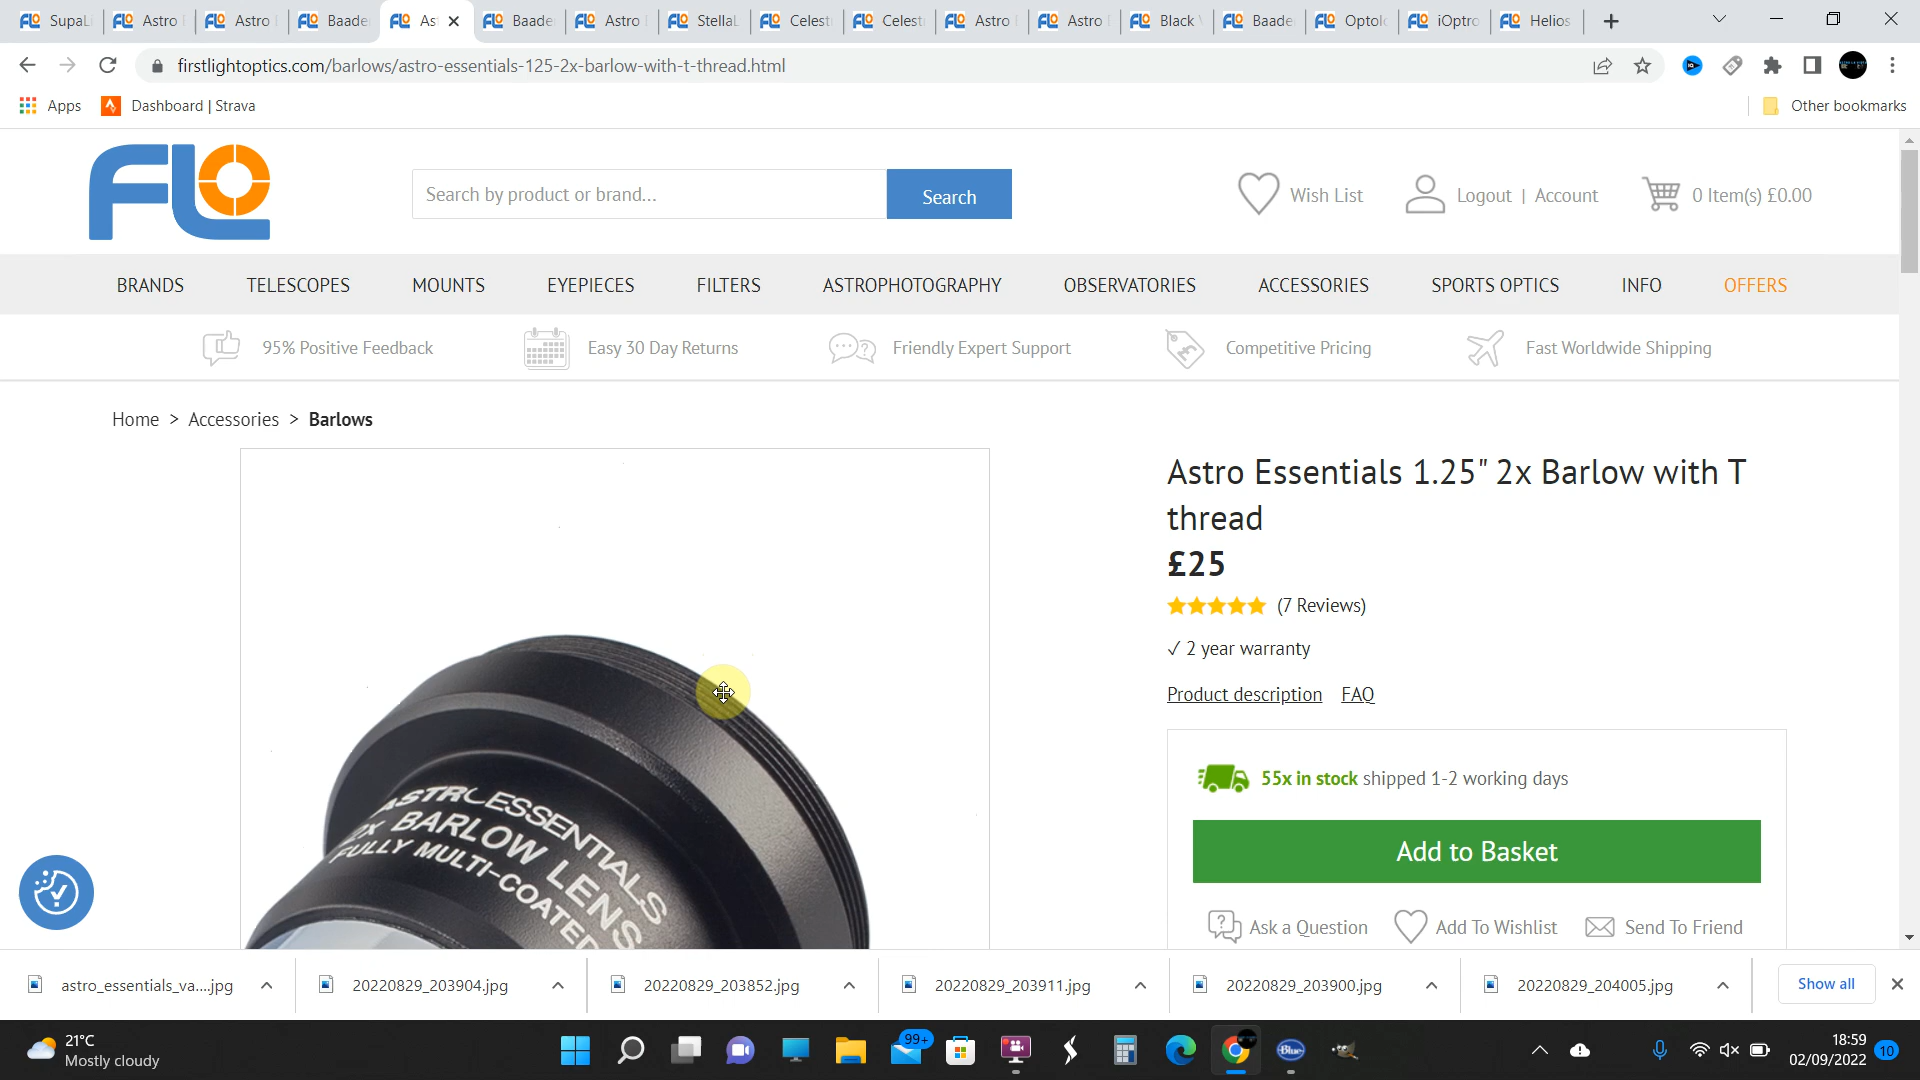 SupaLi
Astro
Astro
Baade
As
Baade
Astro
StellaL
Celest
Celest
Astro
Astro
Black
Baade
Optol
iOptro
Helios
firstlightoptics.com/barlows/astro-essentials-125-2x-barlow-with-t-thread.html
Apps
Dashboard | Strava
Other bookmarks
FLO
Search by product or brand...
Search
Wish List
Logout | Account
0 Item(s) £0.00
BRANDS
TELESCOPES
MOUNTS
EYEPIECES
FILTERS
ASTROPHOTOGRAPHY
OBSERVATORIES
ACCESSORIES
SPORTS OPTICS
INFO
OFFERS
95% Positive Feedback
Easy 30 Day Returns
Friendly Expert Support
Competitive Pricing
Fast Worldwide Shipping
Home > Accessories > Barlows
ASTROESSENTIALS
2X BARLOW LENS
FULLY MULTI-COATED
Astro Essentials 1.25" 2x Barlow with T
thread
£25
(7 Reviews)
✓ 2 year warranty
Product description FAQ
55x in stock shipped 1-2 working days
Add to Basket
Ask a Question
Add To Wishlist
Send To Friend
astro_essentials_va....jpg
20220829_203904.jpg
20220829_203852.jpg
20220829_203911.jpg
20220829_203900.jpg
20220829_204005.jpg
Show all
21°C
Mostly cloudy
99+
Blue
18:59
02/09/2022
10